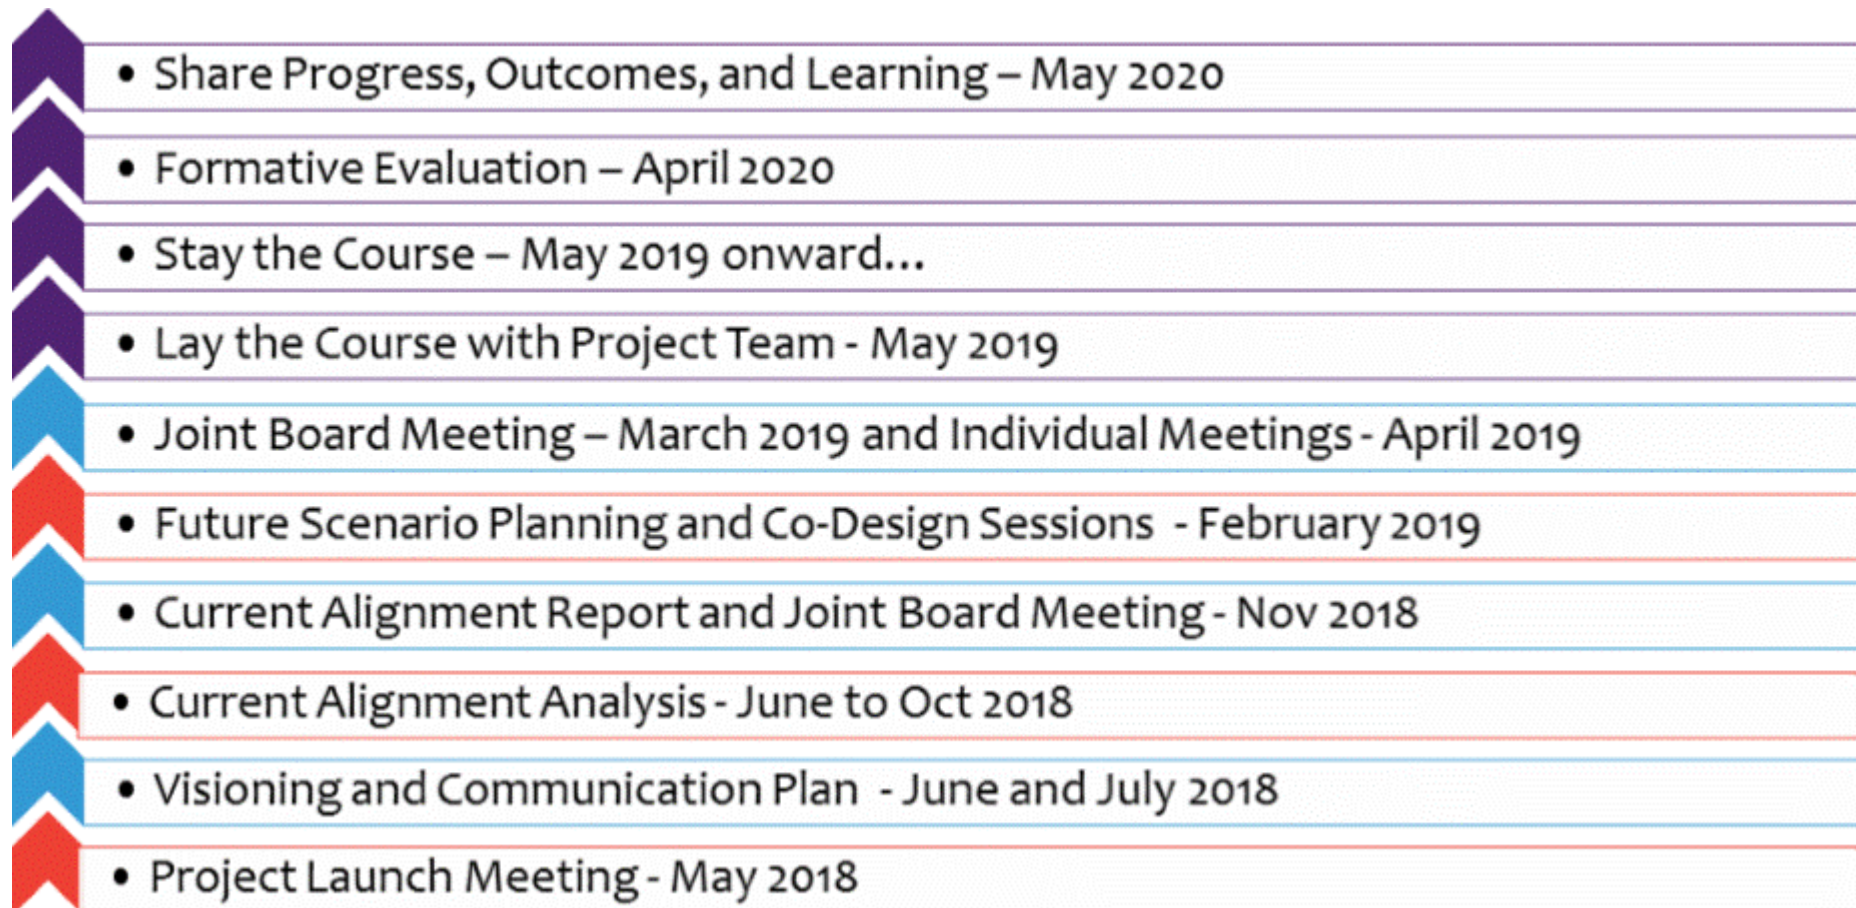 • Share Progress, Outcomes, and Learning – May 2020
• Formative Evaluation – April 2020
• Stay the Course – May 2019 onward...
• Lay the Course with Project Team - May 2019
• Joint Board Meeting – March 2019 and Individual Meetings - April 2019
• Future Scenario Planning and Co-Design Sessions - February 2019
• Current Alignment Report and Joint Board Meeting - Nov 2018
• Current Alignment Analysis - June to Oct 2018
• Visioning and Communication Plan - June and July 2018
• Project Launch Meeting - May 2018